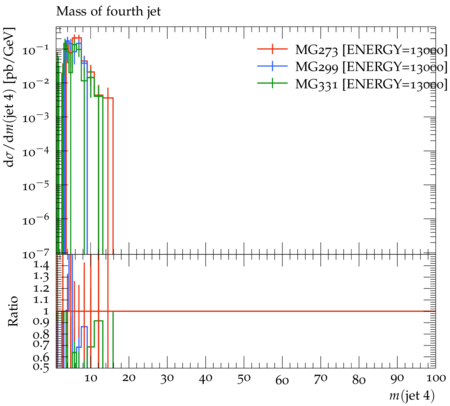 Mass of fourth jet
dσ/dm(jet 4) [pb/GeV]
10⁻¹
10⁻²
10⁻³
10⁻⁴
10⁻⁵
10⁻⁶
10⁻⁷
MG273 [ENERGY=13000]
MG299 [ENERGY=13000]
MG331 [ENERGY=13000]
Ratio
1.4
1.3
1.2
1.1
1
0.9
0.8
0.7
0.6
0.5
10 20 30 40 50 60 70 80 90 100
m(jet 4)